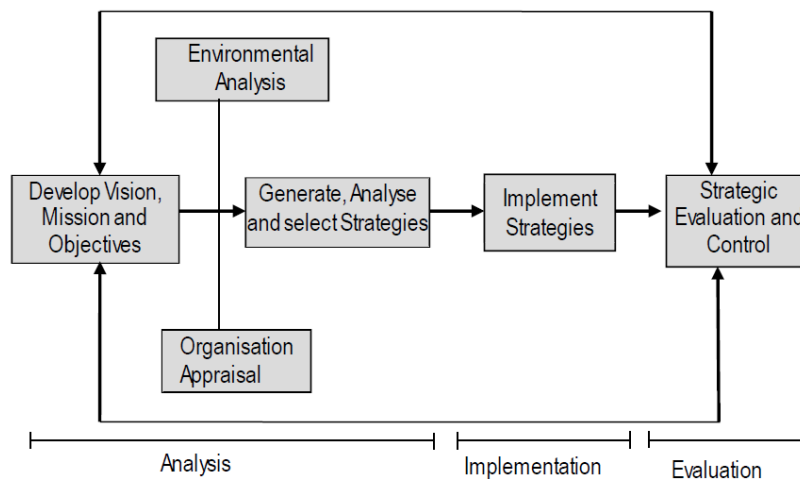 Environmental
Analysis
Develop Vision,
Mission and
Objectives
Generate, Analyse
and select Strategies
Implement
Strategies
Strategic
Evaluation and
Control
Organisation
Appraisal
Analysis
Implementation
Evaluation